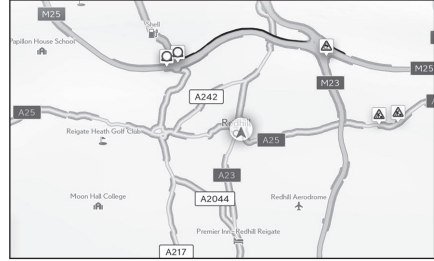 M25
Shell
Papillon House School
M25
M23
A242
A25
Redhill
Reigate Heath Golf Club
A25
A23
Moon Hall College
A2044
Redhill Aerodrome
Premier Inn - Redhill Reigate
A217